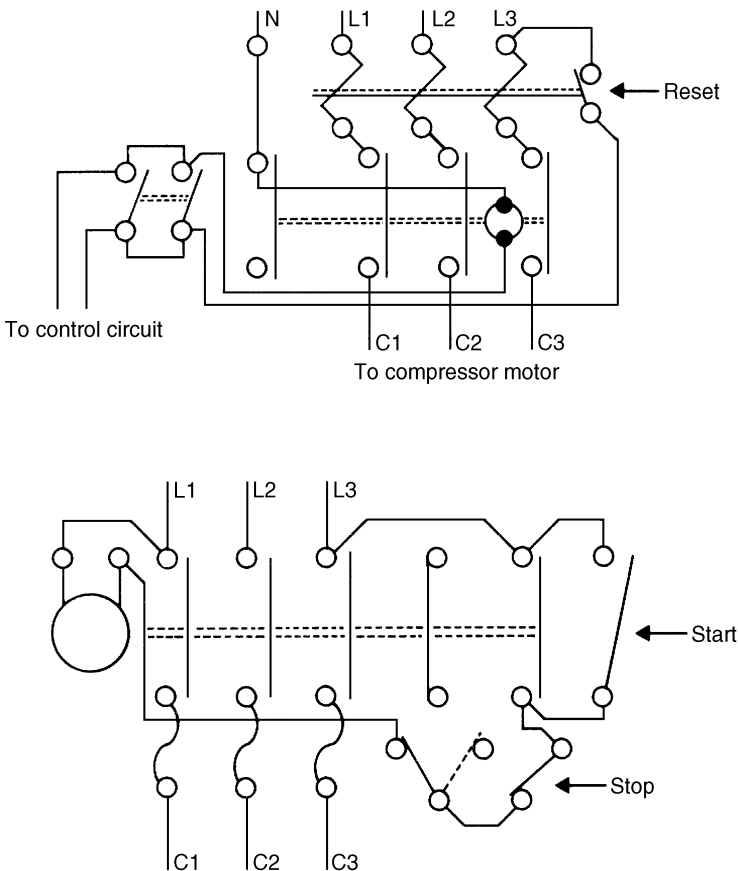 N L1 L2 L3
Reset
To control circuit
C1 C2 C3
To compressor motor
L1 L2 L3
Start
Stop
C1 C2 C3